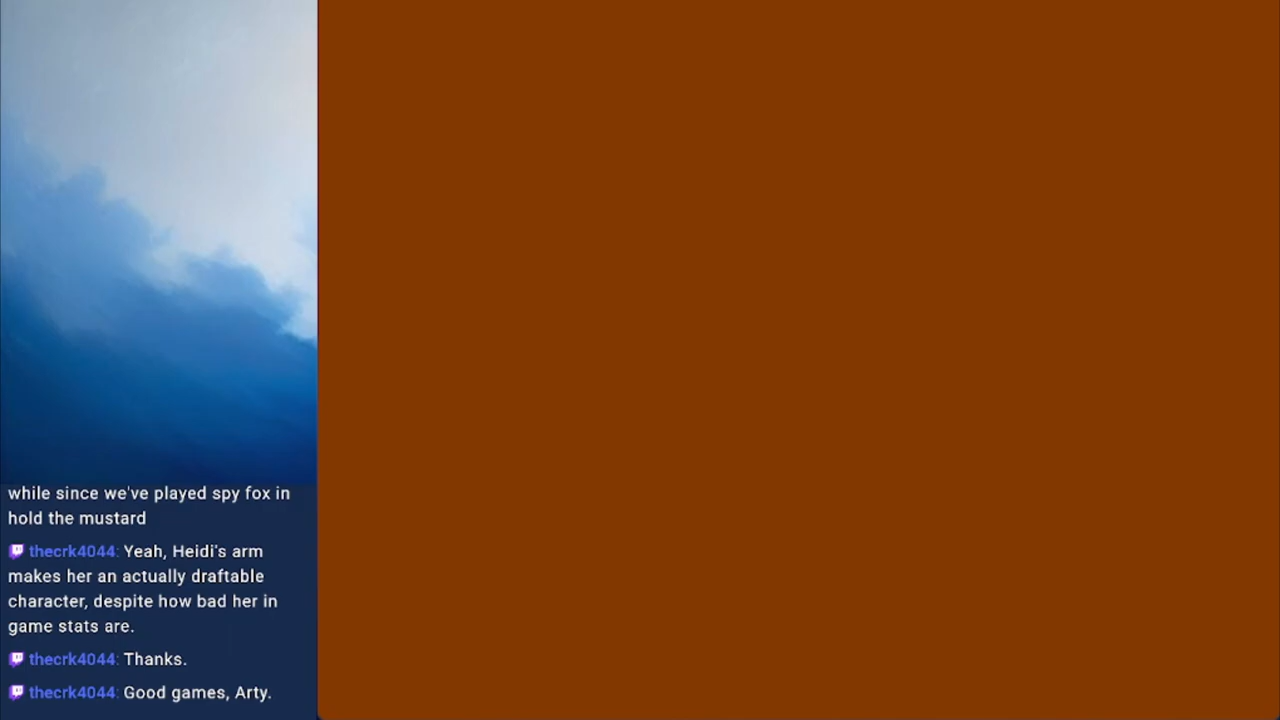 while since we've played spy fox in
hold the mustard
thecrk4044: Yeah, Heidi's arm
makes her an actually draftable
character, despite how bad her in
game stats are.
thecrk4044: Thanks.
thecrk4044: Good games, Arty.